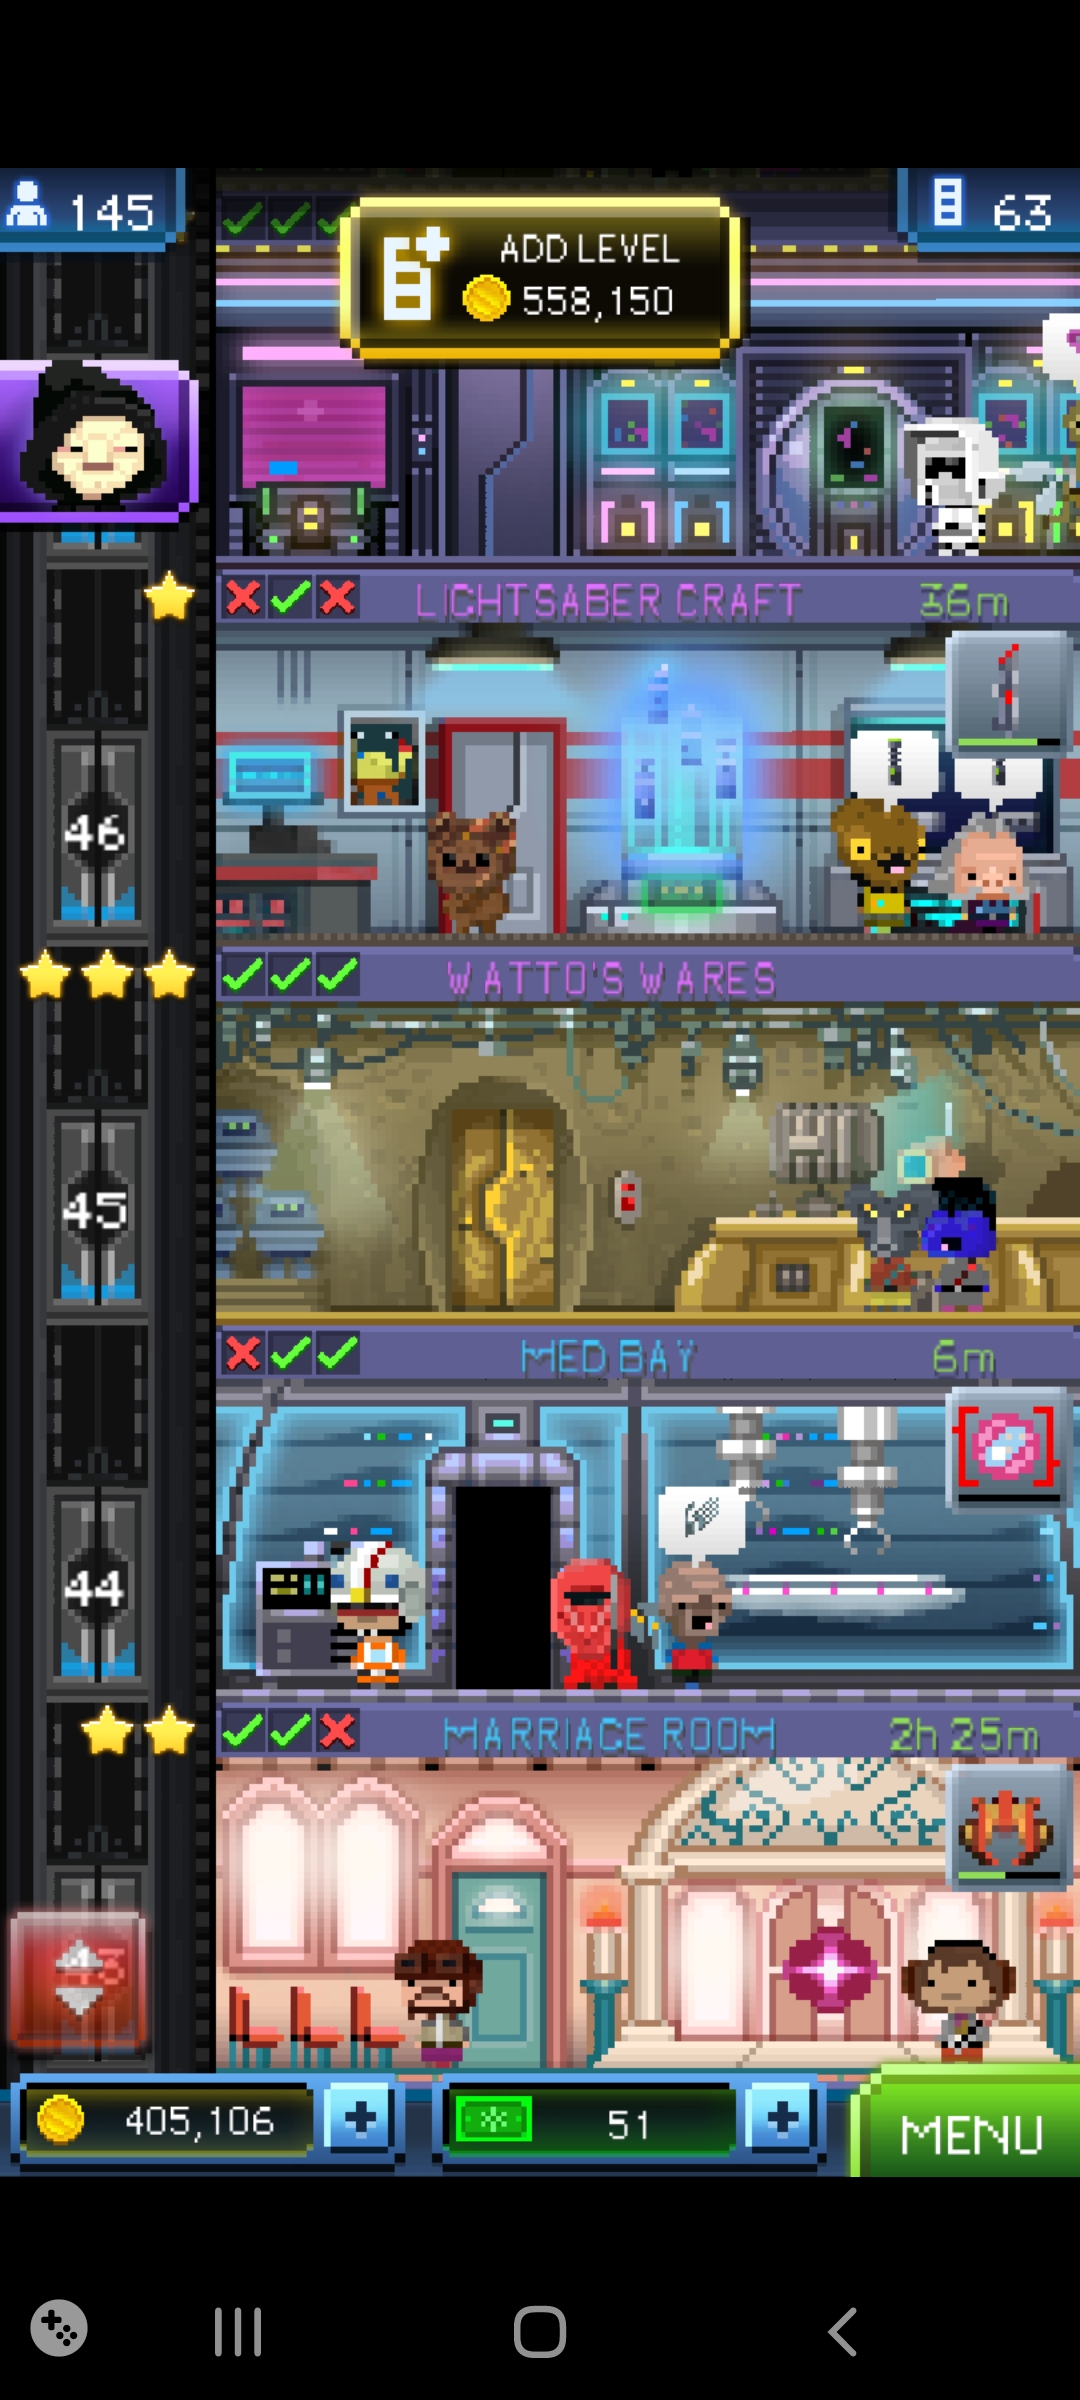 145
63
ADD LEVEL
558,150
LIGHTSABER CRAFT 36m
46
WATTO'S WARES
45
MED BAY 6m
44
MARRIAGE ROOM 2h 25m
43
405,106
51
MENU